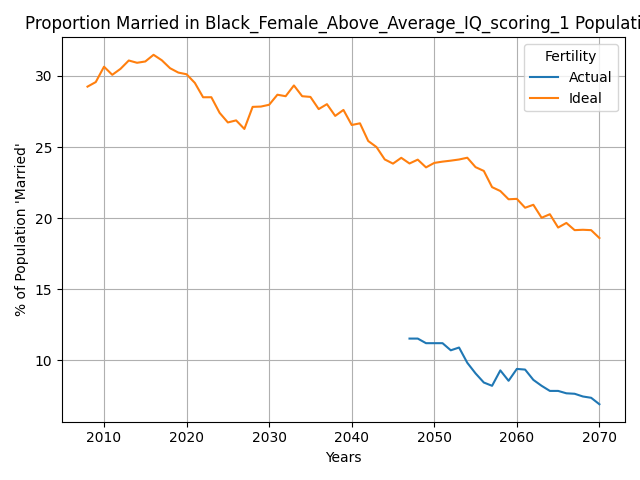 Proportion Married in Black_Female_Above_Average_IQ_scoring_1 Populati
Fertility
Actual
Ideal
% of Population 'Married'
30
25
20
15
10
2010 2020 2030 2040 2050 2060 2070
Years